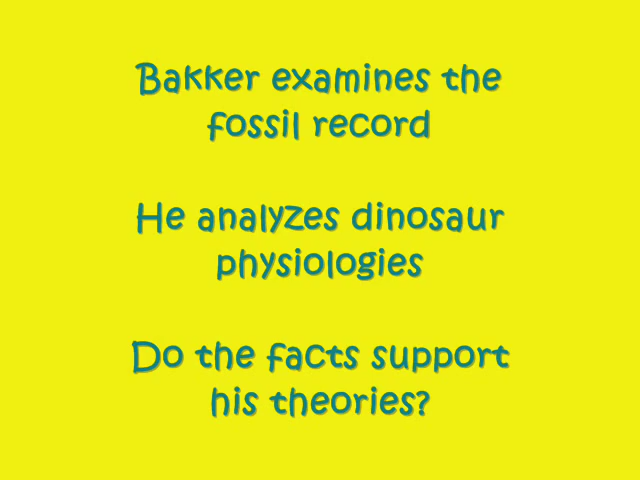 Bakker examines the
fossil record
He analyzes dinosaur
physiologies
Do the facts support
his theories?